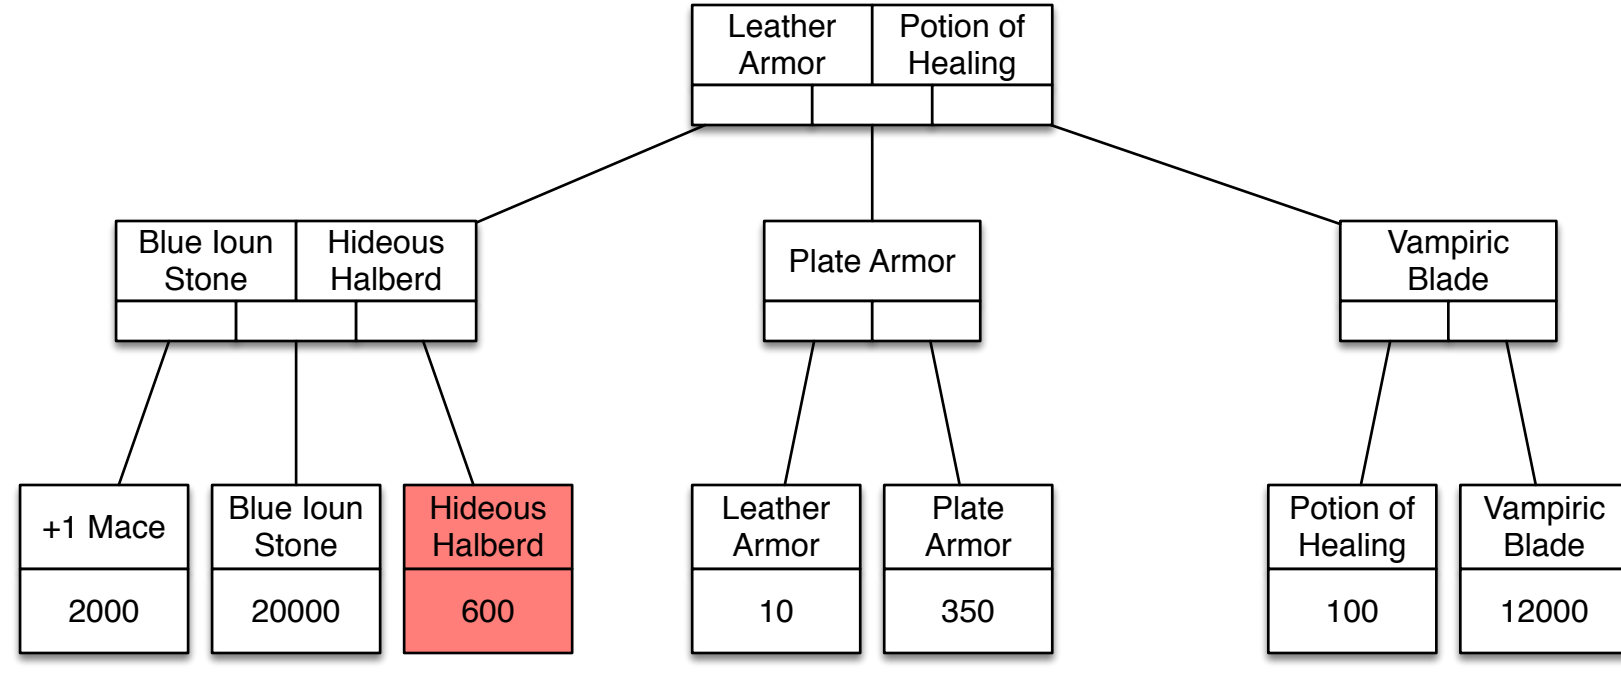 Leather
Armor
Potion of
Healing
Blue Ioun
Stone
Hideous
Halberd
Plate Armor
Vampiric
Blade
+1 Mace
2000
Blue Ioun
Stone
20000
Hideous
Halberd
600
Leather
Armor
10
Plate
Armor
350
Potion of
Healing
100
Vampiric
Blade
12000